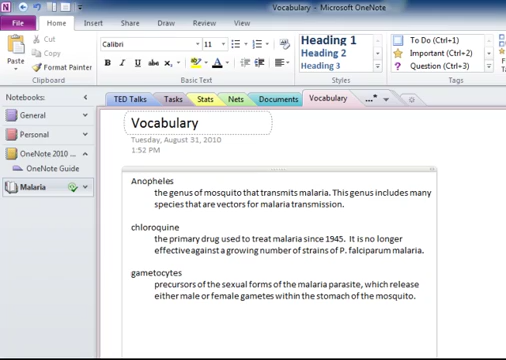 Vocabulary – Microsoft OneNote
File Home Insert Share Draw Review View
Paste
Cut
Copy
Format Painter
Clipboard
Calibri 11
B I U abc X₂ A
Basic Text
Heading 1
Heading 2
Heading 3
Styles
To Do (Ctrl+1)
Important (Ctrl+2)
Question (Ctrl+3)
Tags
Notebooks:
General
Personal
OneNote 2010 ...
OneNote Guide
Malaria
TED Talks Tasks Stats Nets Documents Vocabulary ...*
Vocabulary
Tuesday, August 31, 2010
1:52 PM
Anopheles
the genus of mosquito that transmits malaria. This genus includes many
species that are vectors for malaria transmission.
chloroquine
the primary drug used to treat malaria since 1945. It is no longer
effective against a growing number of strains of P. falciparum malaria.
gametocytes
precursors of the sexual forms of the malaria parasite, which release
either male or female gametes within the stomach of the mosquito.